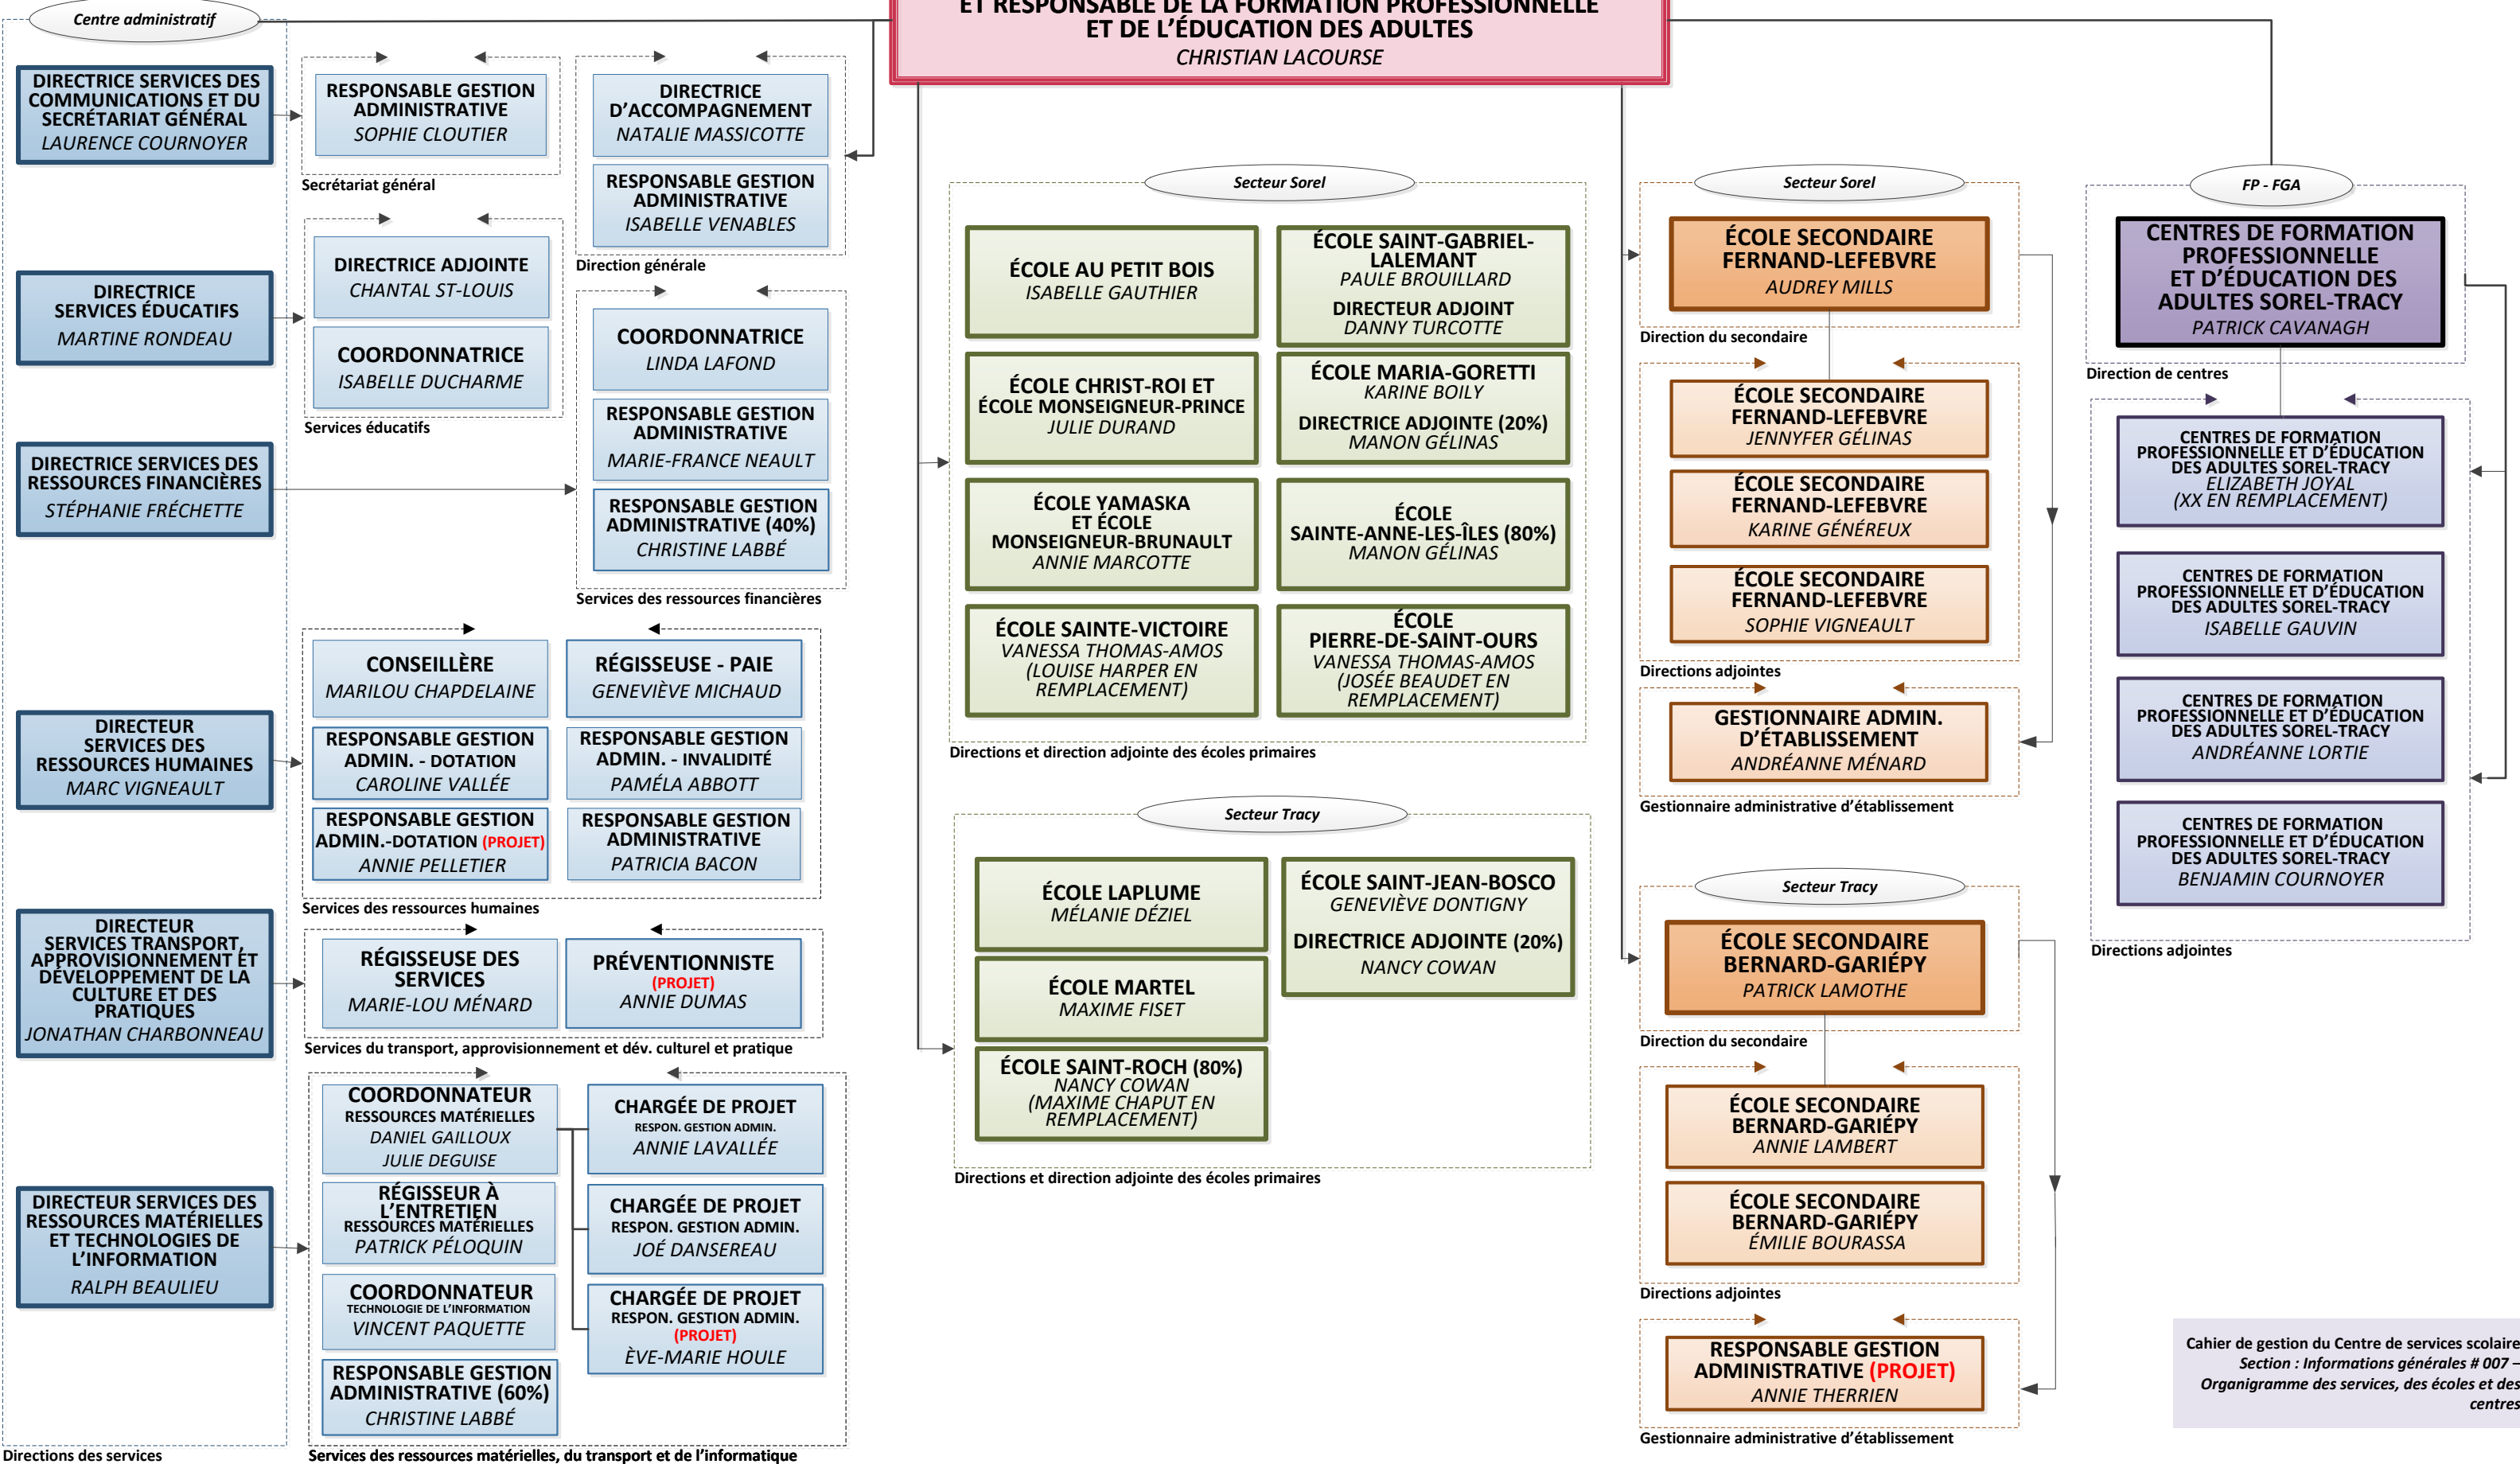 ET RESPONSABLE DE LA FORMATION PROFESSIONNELLE
ET DE L'ÉDUCATION DES ADULTES
CHRISTIAN LACOURSE
Centre administratif
DIRECTRICE SERVICES DES
COMMUNICATIONS ET DU
SECRÉTARIAT GÉNÉRAL
LAURENCE COURNOYER
DIRECTRICE
SERVICES ÉDUCATIFS
MARTINE RONDEAU
DIRECTRICE SERVICES DES
RESSOURCES FINANCIÈRES
STÉPHANIE FRÉCHETTE
DIRECTEUR
SERVICES DES
RESSOURCES HUMAINES
MARC VIGNEAULT
DIRECTEUR
SERVICES TRANSPORT,
APPROVISIONNEMENT ET
DÉVELOPPEMENT DE LA
CULTURE ET DES
PRATIQUES
JONATHAN CHARBONNEAU
DIRECTEUR SERVICES DES
RESSOURCES MATÉRIELLES
ET TECHNOLOGIES DE
L'INFORMATION
RALPH BEAULIEU
Directions des services
RESPONSABLE GESTION
ADMINISTRATIVE
SOPHIE CLOUTIER
Secrétariat général
DIRECTRICE
D'ACCOMPAGNEMENT
NATALIE MASSICOTTE
RESPONSABLE GESTION
ADMINISTRATIVE
ISABELLE VENABLES
Direction générale
DIRECTRICE ADJOINTE
CHANTAL ST-LOUIS
COORDONNATRICE
ISABELLE DUCHARME
Services éducatifs
COORDONNATRICE
LINDA LAFOND
RESPONSABLE GESTION
ADMINISTRATIVE
MARIE-FRANCE NEAULT
RESPONSABLE GESTION
ADMINISTRATIVE (40%)
CHRISTINE LABBÉ
Services des ressources financières
CONSEILLÈRE
MARILOU CHAPDELAINE
RÉGISSEUSE - PAIE
GENEVIÈVE MICHAUD
RESPONSABLE GESTION
ADMIN. - DOTATION
CAROLINE VALLÉE
RESPONSABLE GESTION
ADMIN. - INVALIDITÉ
PAMÉLA ABBOTT
RESPONSABLE GESTION
ADMIN.-DOTATION (PROJET)
ANNIE PELLETIER
RESPONSABLE GESTION
ADMINISTRATIVE
PATRICIA BACON
Services des ressources humaines
RÉGISSEUSE DES
SERVICES
MARIE-LOU MÉNARD
PRÉVENTIONNISTE
(PROJET)
ANNIE DUMAS
Services du transport, approvisionnement et dév. culturel et pratique
COORDONNATEUR
RESSOURCES MATÉRIELLES
DANIEL GAILLOUX
JULIE DEGUISE
CHARGÉE DE PROJET
RESPON. GESTION ADMIN.
ANNIE LAVALLÉE
RÉGISSEUR À
L'ENTRETIEN
RESSOURCES MATÉRIELLES
PATRICK PÉLOQUIN
CHARGÉE DE PROJET
RESPON. GESTION ADMIN.
JOÉ DANSEREAU
COORDONNATEUR
TECHNOLOGIE DE L'INFORMATION
VINCENT PAQUETTE
CHARGÉE DE PROJET
RESPON. GESTION ADMIN.
(PROJET)
ÈVE-MARIE HOULE
RESPONSABLE GESTION
ADMINISTRATIVE (60%)
CHRISTINE LABBÉ
Services des ressources matérielles, du transport et de l'informatique
Secteur Sorel
ÉCOLE AU PETIT BOIS
ISABELLE GAUTHIER
ÉCOLE SAINT-GABRIEL-
LALEMANT
PAULE BROUILLARD
DIRECTEUR ADJOINT
DANNY TURCOTTE
ÉCOLE CHRIST-ROI ET
ÉCOLE MONSEIGNEUR-PRINCE
JULIE DURAND
ÉCOLE MARIA-GORETTI
KARINE BOILY
DIRECTRICE ADJOINTE (20%)
MANON GÉLINAS
ÉCOLE YAMASKA
ET ÉCOLE
MONSEIGNEUR-BRUNAULT
ANNIE MARCOTTE
ÉCOLE
SAINTE-ANNE-LES-ÎLES (80%)
MANON GÉLINAS
ÉCOLE SAINTE-VICTOIRE
VANESSA THOMAS-AMOS
(LOUISE HARPER EN
REMPLACEMENT)
ÉCOLE
PIERRE-DE-SAINT-OURS
VANESSA THOMAS-AMOS
(JOSÉE BEAUDET EN
REMPLACEMENT)
Directions et direction adjointe des écoles primaires
Secteur Tracy
ÉCOLE LAPLUME
MÉLANIE DÉZIEL
ÉCOLE SAINT-JEAN-BOSCO
GENEVIÈVE DONTIGNY
DIRECTRICE ADJOINTE (20%)
NANCY COWAN
ÉCOLE MARTEL
MAXIME FISET
ÉCOLE SAINT-ROCH (80%)
NANCY COWAN
(MAXIME CHAPUT EN
REMPLACEMENT)
Directions et direction adjointe des écoles primaires
Secteur Sorel
ÉCOLE SECONDAIRE
FERNAND-LEFEBVRE
AUDREY MILLS
Direction du secondaire
ÉCOLE SECONDAIRE
FERNAND-LEFEBVRE
JENNYFER GÉLINAS
ÉCOLE SECONDAIRE
FERNAND-LEFEBVRE
KARINE GÉNÉREUX
ÉCOLE SECONDAIRE
FERNAND-LEFEBVRE
SOPHIE VIGNEAULT
Directions adjointes
GESTIONNAIRE ADMIN.
D'ÉTABLISSEMENT
ANDRÉANNE MÉNARD
Gestionnaire administrative d'établissement
Secteur Tracy
ÉCOLE SECONDAIRE
BERNARD-GARIÉPY
PATRICK LAMOTHE
Direction du secondaire
ÉCOLE SECONDAIRE
BERNARD-GARIÉPY
ANNIE LAMBERT
ÉCOLE SECONDAIRE
BERNARD-GARIÉPY
ÉMILIE BOURASSA
Directions adjointes
RESPONSABLE GESTION
ADMINISTRATIVE (PROJET)
ANNIE THERRIEN
Gestionnaire administrative d'établissement
FP - FGA
CENTRES DE FORMATION
PROFESSIONNELLE
ET D'ÉDUCATION DES
ADULTES SOREL-TRACY
PATRICK CAVANAGH
Direction de centres
CENTRES DE FORMATION
PROFESSIONNELLE ET D'ÉDUCATION
DES ADULTES SOREL-TRACY
ELIZABETH JOYAL
(XX EN REMPLACEMENT)
CENTRES DE FORMATION
PROFESSIONNELLE ET D'ÉDUCATION
DES ADULTES SOREL-TRACY
ISABELLE GAUVIN
CENTRES DE FORMATION
PROFESSIONNELLE ET D'ÉDUCATION
DES ADULTES SOREL-TRACY
ANDRÉANNE LORTIE
CENTRES DE FORMATION
PROFESSIONNELLE ET D'ÉDUCATION
DES ADULTES SOREL-TRACY
BENJAMIN COURNOYER
Directions adjointes
Cahier de gestion du Centre de services scolaire
Section : Informations générales # 007 –
Organigramme des services, des écoles et des
centres